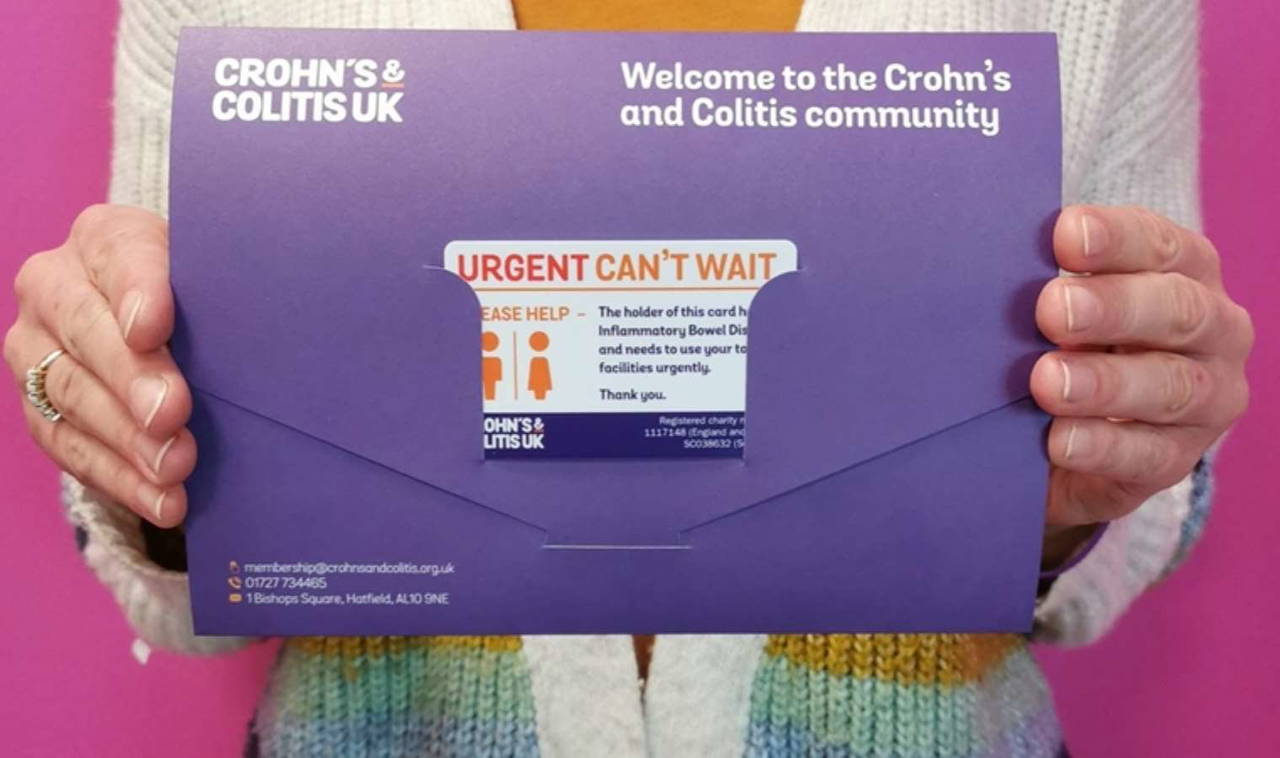 CROHN'S &
COLITIS UK
Welcome to the Crohn's
and Colitis community
URGENT CAN'T WAIT
EASE HELP –
The holder of this card h
Inflammatory Bowel Dis
and needs to use your to
facilities urgently.
Thank you.
OHN'S &
LITIS UK
Registered charity n
1117148 (England and
SC038632 (S
membership@crohnsandcolitis.org.uk
01727 734465
1 Bishops Square, Hatfield, AL10 9NE